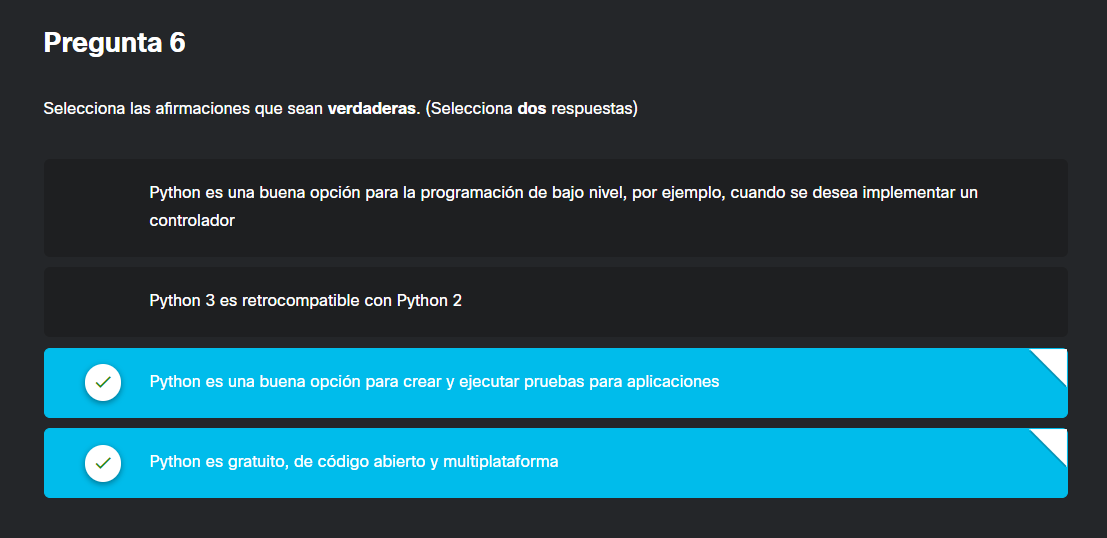 Pregunta 6
Selecciona las afirmaciones que sean verdaderas. (Selecciona dos respuestas)
Python es una buena opción para la programación de bajo nivel, por ejemplo, cuando se desea implementar un
controlador
Python 3 es retrocompatible con Python 2
Python es una buena opción para crear y ejecutar pruebas para aplicaciones
Python es gratuito, de código abierto y multiplataforma